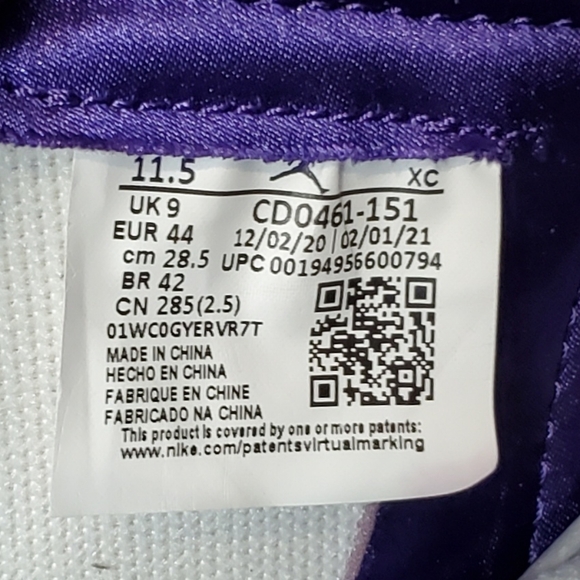 11.5 XC
UK 9 CD0461-151
EUR 44 12/02/20 | 02/01/21
cm 28.5 UPC 00194956600794
BR 42
CN 285(2.5)
01WC0GYERVR7T
MADE IN CHINA
HECHO EN CHINA
FABRIQUE EN CHINE
FABRICADO NA CHINA
This product is covered by one or more patents:
www.nike.com/patentsvirtualmarking